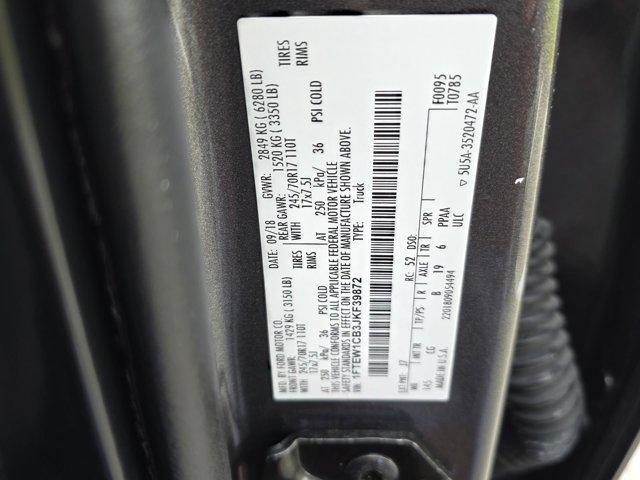 MFD. BY FORD MOTOR CO.
DATE: 09/18
GVWR: 2849 KG ( 6280 LB)
FRONT GAWR: 1429 KG ( 3150 LB)
REAR GAWR: 1520 KG ( 3350 LB)
WITH 245/70R17 110T TIRES
17x7.5J RIMS
AT 250 kPa/ 36 PSI COLD
WITH 245/70R17 110T TIRES
17x7.5J RIMS
AT 250 kPa/ 36 PSI COLD
THIS VEHICLE CONFORMS TO ALL APPLICABLE FEDERAL MOTOR VEHICLE
SAFETY STANDARDS IN EFFECT ON THE DATE OF MANUFACTURE SHOWN ABOVE.
VIN: 1FTEW1CB3JKF39872
TYPE: Truck
F0095
T0785
EXT PNT: J7 RC: 52 DSO:
WB INT TR TP/PS R AXLE TR SPR
145 CG B 19 6 PPAA
MADE IN U.S.A. 2201809054494 ULC
5U5A-3520472-AA